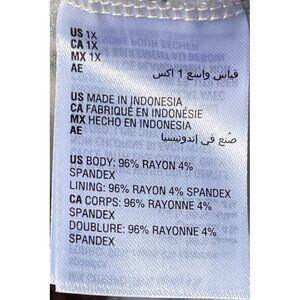 US 1X
CA 1X
MX 1X
AE
قياس واسع 1 اكس
US MADE IN INDONESIA
CA FABRIQUÉ EN INDONÉSIE
MX HECHO EN INDONESIA
AE
صنع في إندونيسيا
US BODY: 96% RAYON 4%
SPANDEX
LINING: 96% RAYON 4% SPANDEX
CA CORPS: 96% RAYONNE 4%
SPANDEX
DOUBLURE: 96% RAYONNE 4%
SPANDEX